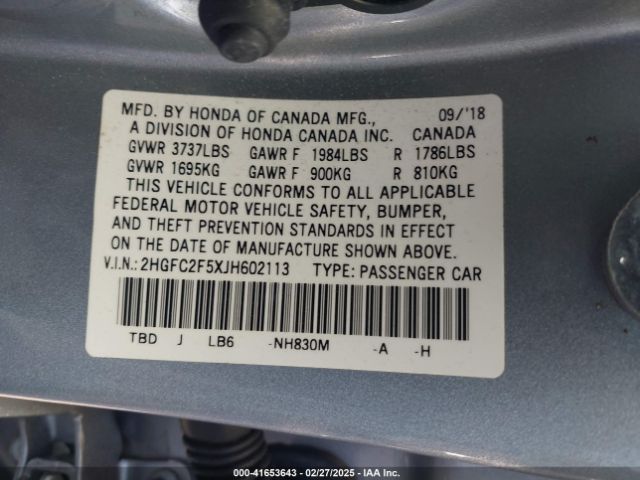 MFD. BY HONDA OF CANADA MFG., 09/'18
A DIVISION OF HONDA CANADA INC. CANADA
GVWR 3737LBS GAWR F 1984LBS R 1786LBS
GVWR 1695KG GAWR F 900KG R 810KG
THIS VEHICLE CONFORMS TO ALL APPLICABLE
FEDERAL MOTOR VEHICLE SAFETY, BUMPER,
AND THEFT PREVENTION STANDARDS IN EFFECT
ON THE DATE OF MANUFACTURE SHOWN ABOVE.
V.I.N.: 2HGFC2F5XJH602113 TYPE: PASSENGER CAR
TBD J LB6 -NH830M -A -H
000-41653643 - 02/27/2025 - IAA Inc.